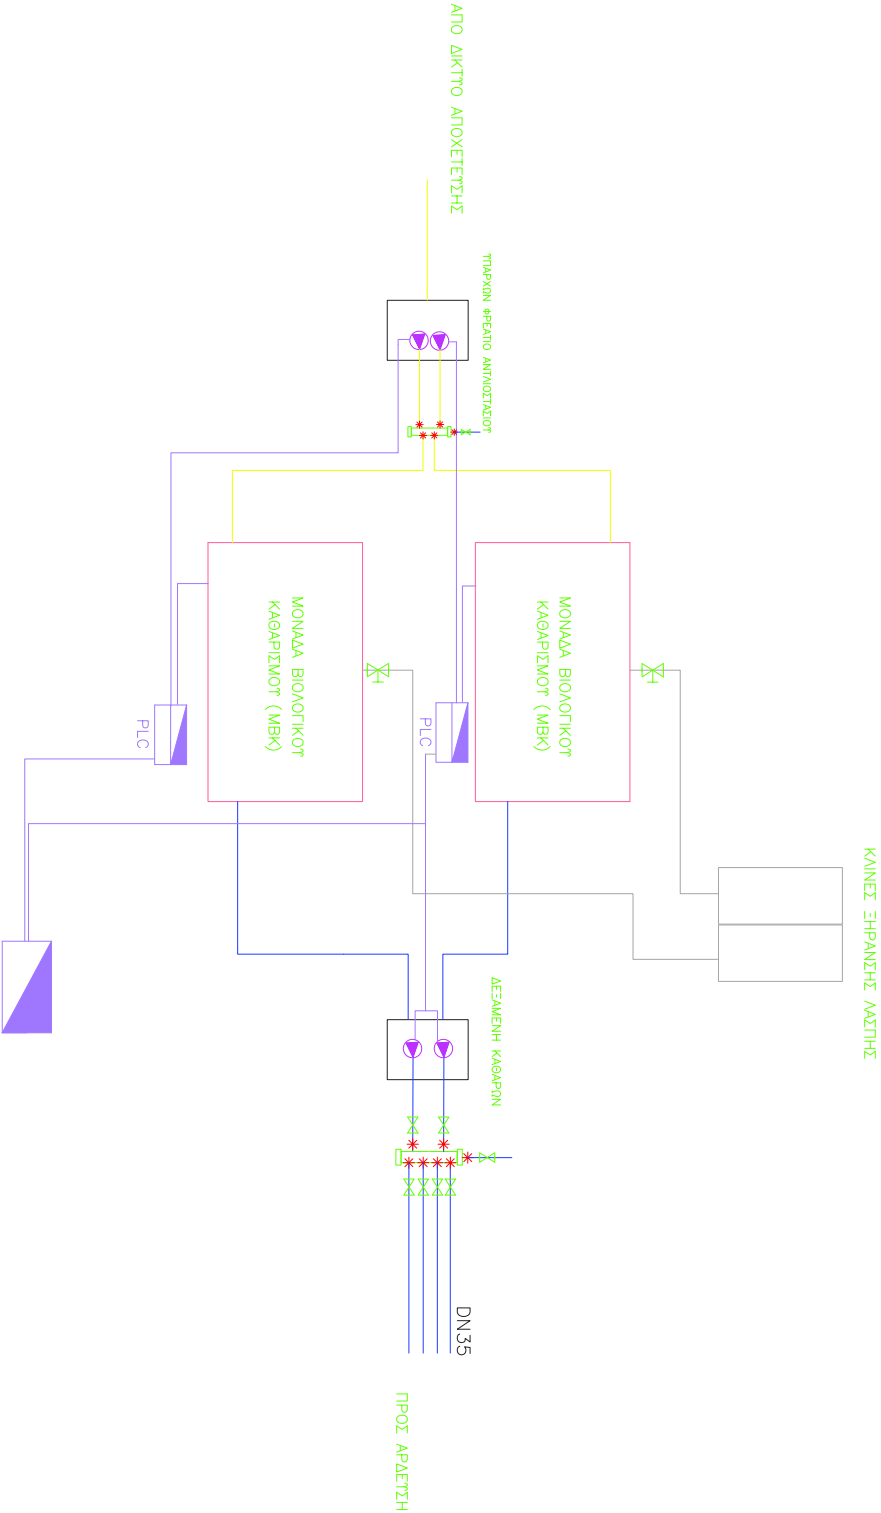 ΑΠΟ ΔΙΚΤΥΟ ΑΠΟΧΕΤΕΥΣΗΣ
ΥΠΑΡΧΩΝ ΦΡΕΑΤΙΟ ΑΝΤΛΙΟΣΤΑΣΙΟΥ
ΜΟΝΑΔΑ ΒΙΟΛΟΓΙΚΟΥ
ΚΑΘΑΡΙΣΜΟΥ (ΜΒΚ)
ΜΟΝΑΔΑ ΒΙΟΛΟΓΙΚΟΥ
ΚΑΘΑΡΙΣΜΟΥ (ΜΒΚ)
PLC
PLC
ΚΛΙΝΕΣ ΞΗΡΑΝΣΗΣ ΛΑΣΠΗΣ
ΔΕΞΑΜΕΝΗ ΚΑΘΑΡΩΝ
DN35
ΠΡΟΣ ΑΡΔΕΥΣΗ